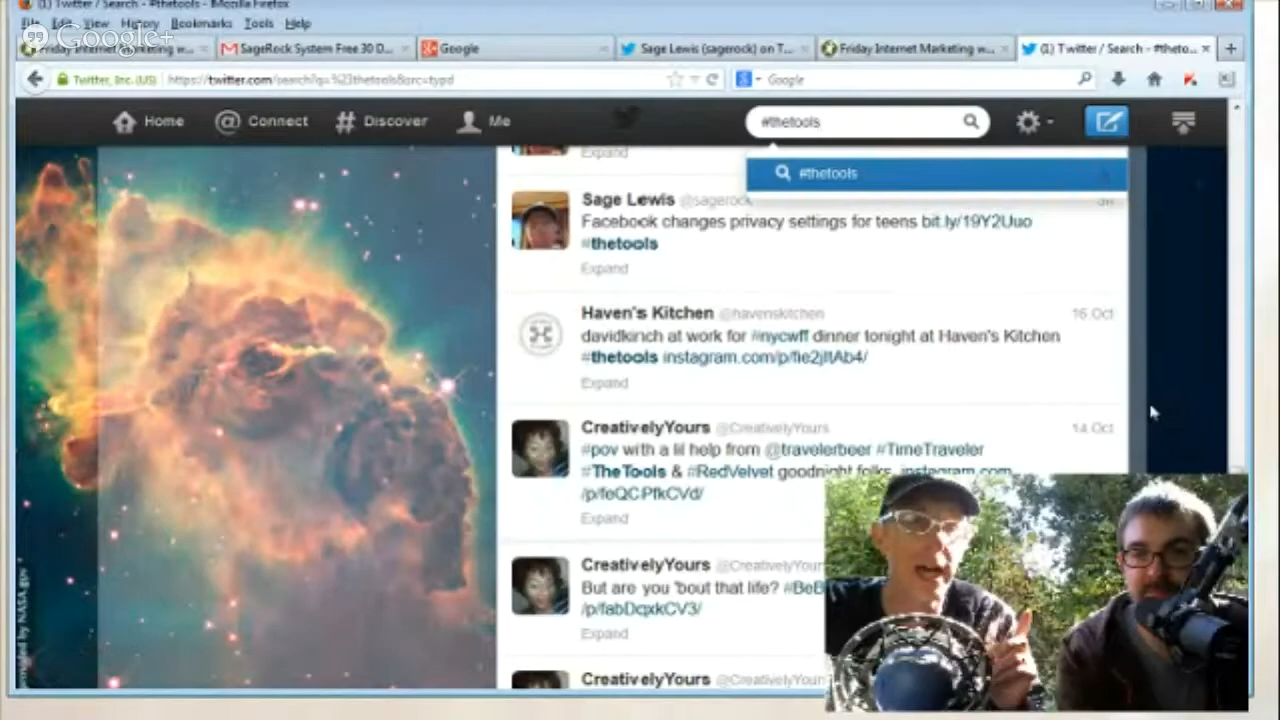 (1) Twitter / Search - #thetools - Mozilla Firefox
File Edit View History Bookmarks Tools Help
Google+
Friday Internet Marketing w...
SageRock System Free 30 D...
Google
Sage Lewis (sagerock) on T...
Friday Internet Marketing w...
(1) Twitter / Search - #theto...
Twitter, Inc. (US)
https://twitter.com/search?q=%23thetools&src=typd
Google
Home
Connect
Discover
Me
#thetools
#thetools
Expand
Sage Lewis @sagerock
Facebook changes privacy settings for teens bit.ly/19Y2Uuo
#thetools
Expand
Haven's Kitchen @havenskitchen 16 Oct
davidkinch at work for #nycwff dinner tonight at Haven's Kitchen
#thetools instagram.com/p/fie2jltAb4/
Expand
CreativelyYours @CreativelyYours 14 Oct
#pov with a lil help from @travelerbeer #TimeTraveler
#TheTools & #RedVelvet goodnight folks. instagram.com
/p/feQCPfkCVd/
Expand
CreativelyYours @CreativelyYour
But are you 'bout that life? #BeB
/p/fabDqxkCV3/
Expand
CreativelyYours @CreativelyYour
by NASA.gov